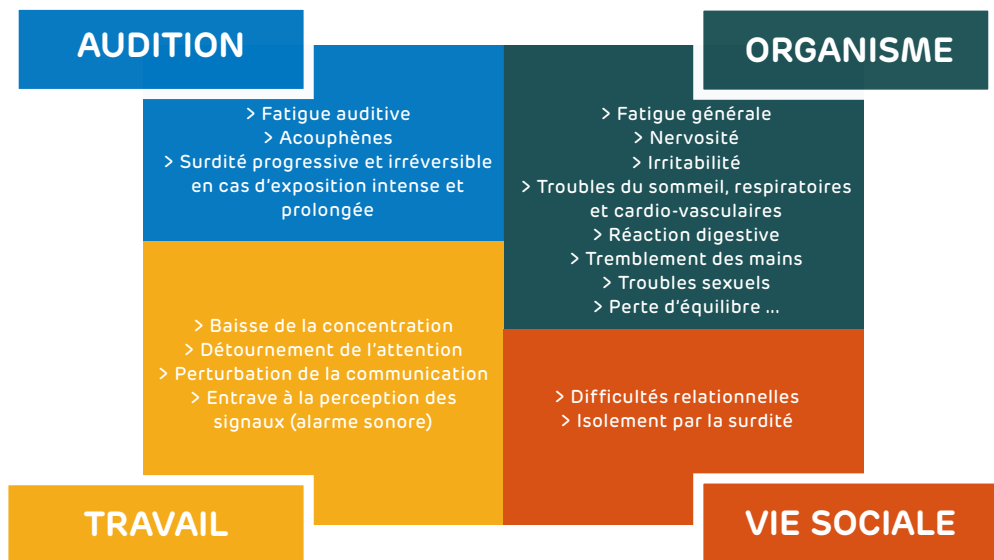 AUDITION
> Fatigue auditive
> Acouphènes
> Surdité progressive et irréversible
en cas d'exposition intense et
prolongée
ORGANISME
> Fatigue générale
> Nervosité
> Irritabilité
> Troubles du sommeil, respiratoires
et cardio-vasculaires
> Réaction digestive
> Tremblement des mains
> Troubles sexuels
> Perte d'équilibre ...
> Baisse de la concentration
> Détournement de l'attention
> Perturbation de la communication
> Entrave à la perception des
signaux (alarme sonore)
TRAVAIL
> Difficultés relationnelles
> Isolement par la surdité
VIE SOCIALE